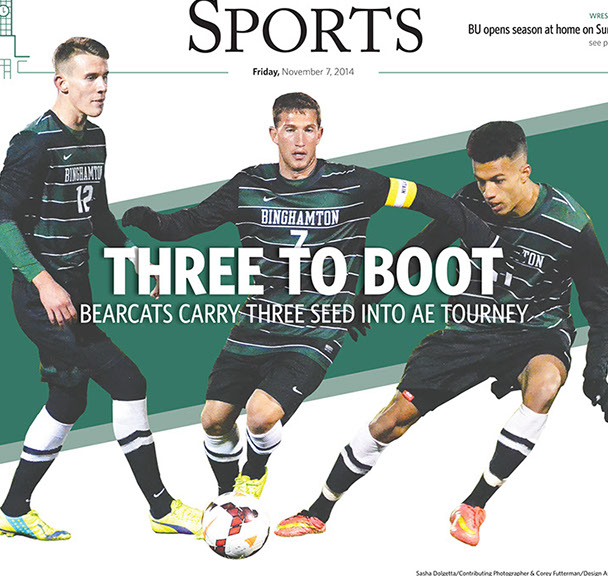 SPORTS
WRES
BU opens season at home on Su
see p
Friday, November 7, 2014
BINGHAMTON
12
BINGHAMTON
7
TON
THREE TO BOOT
BEARCATS CARRY THREE SEED INTO AE TOURNEY
Sasha Dolgetta/Contributing Photographer & Corey Futterman/Design A